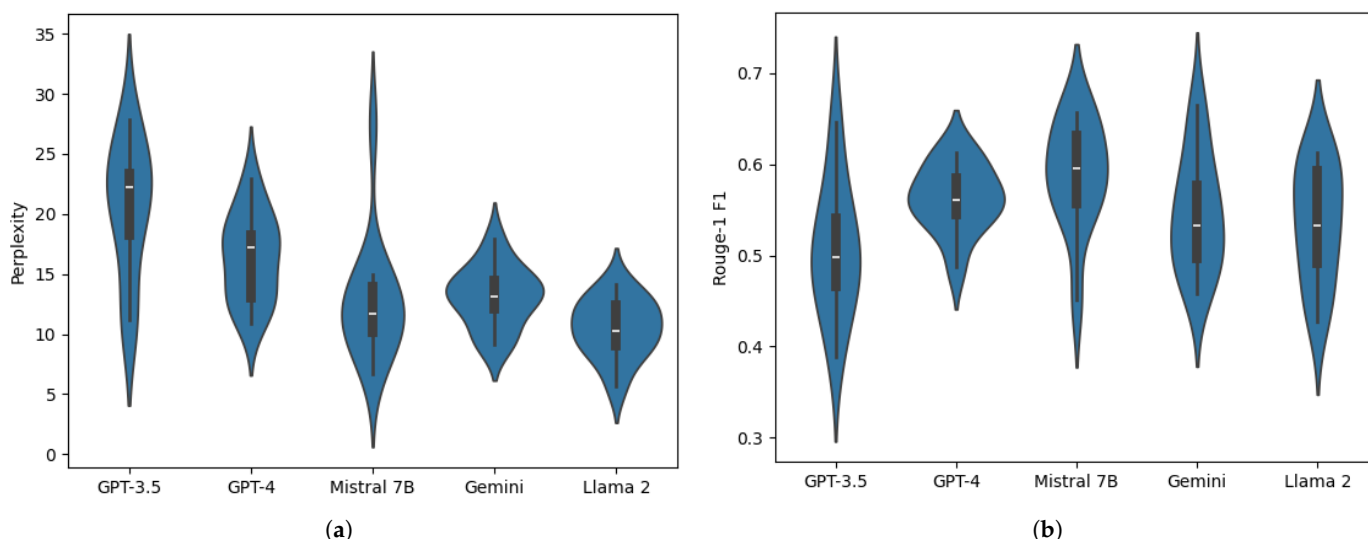 35
30
25
20
15
10
5
0
Perplexity
GPT-3.5 GPT-4 Mistral 7B Gemini Llama 2
(a)
0.7
0.6
0.5
0.4
0.3
Rouge-1 F1
GPT-3.5 GPT-4 Mistral 7B Gemini Llama 2
(b)